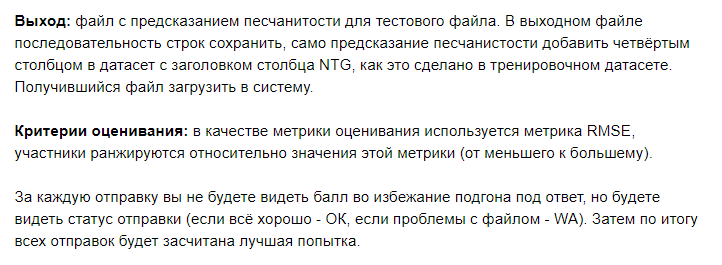 Выход: файл с предсказанием песчанитости для тестового файла. В выходном файле
последовательность строк сохранить, само предсказание песчанистости добавить четвёртым
столбцом в датасет с заголовком столбца NTG, как это сделано в тренировочном датасете.
Получившийся файл загрузить в систему.
Критерии оценивания: в качестве метрики оценивания используется метрика RMSE,
участники ранжируются относительно значения этой метрики (от меньшего к большему).
За каждую отправку вы не будете видеть балл во избежание подгона под ответ, но будете
видеть статус отправки (если всё хорошо - ОК, если проблемы с файлом - WA). Затем по итогу
всех отправок будет засчитана лучшая попытка.